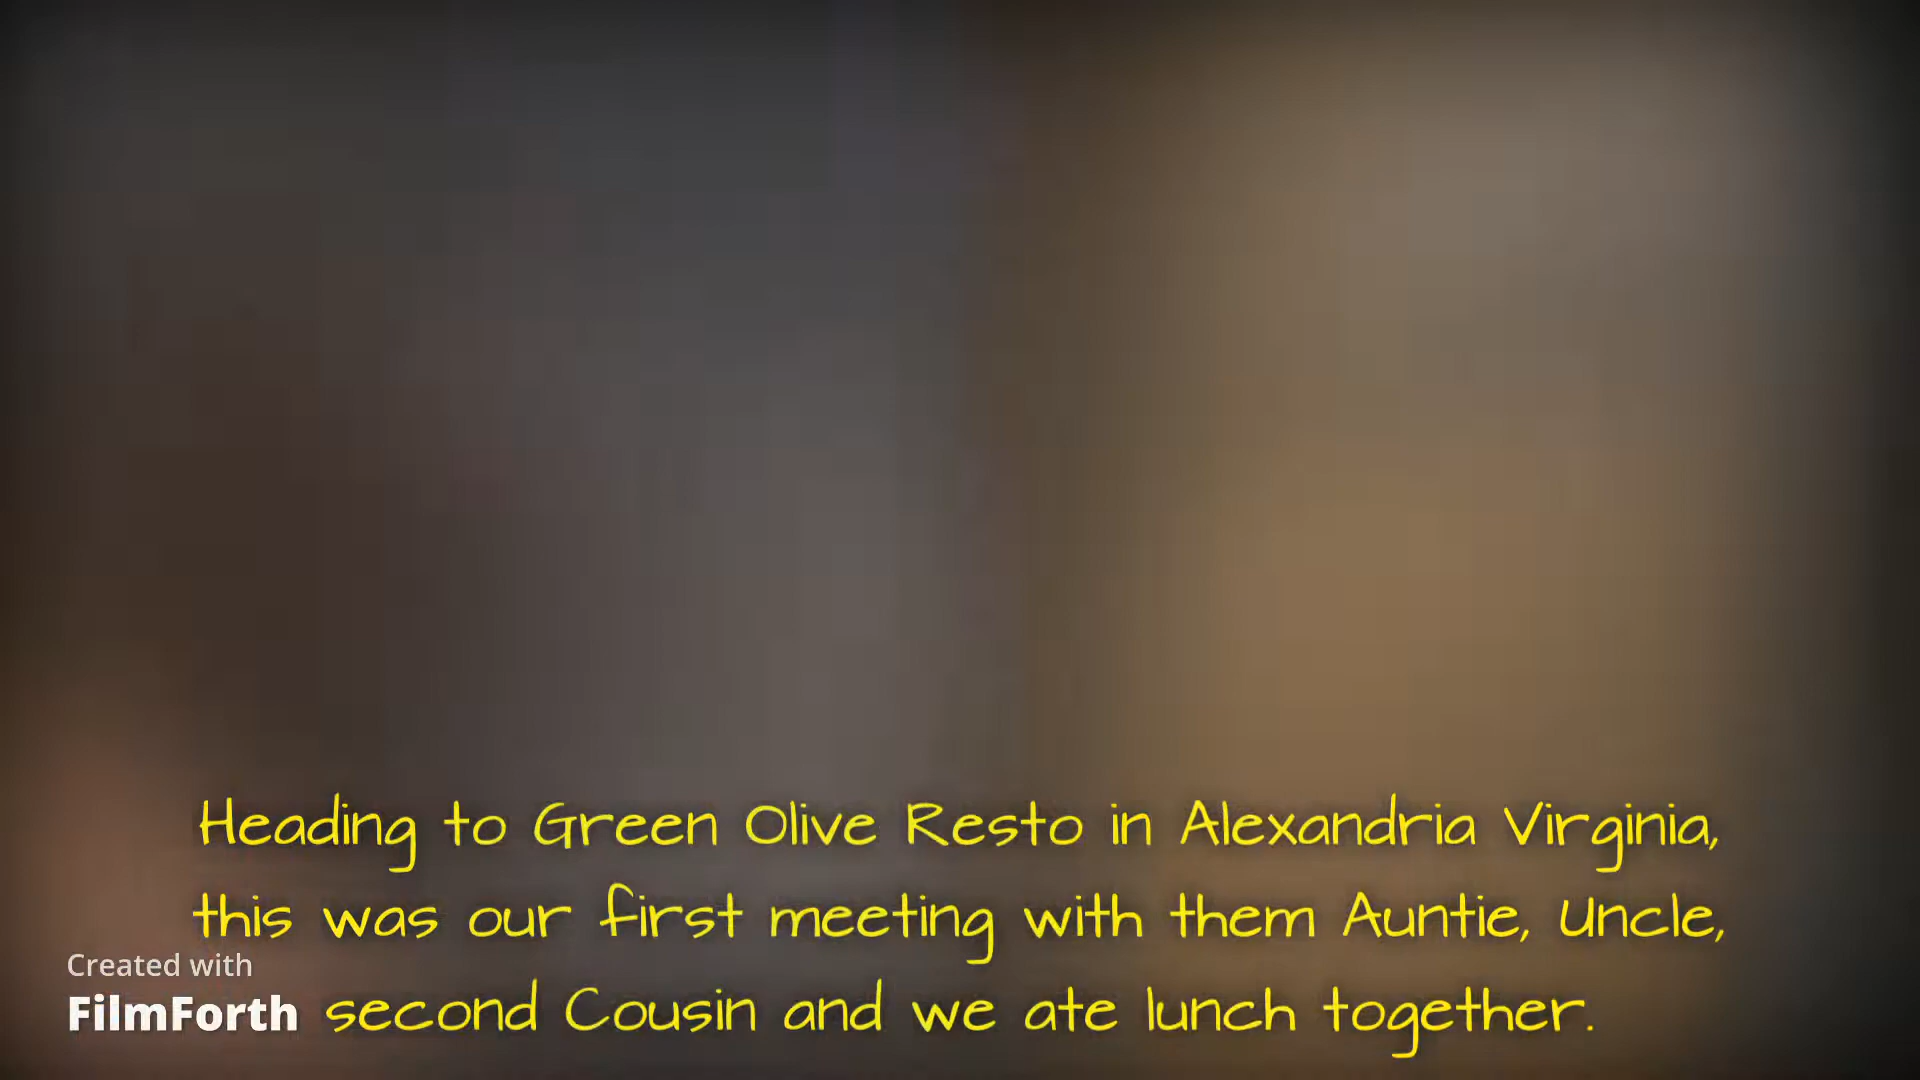 Heading to Green Olive Resto in Alexandria Virginia,
this was our first meeting with them Auntie, Uncle,
second Cousin and we ate lunch together.
Created with
FilmForth